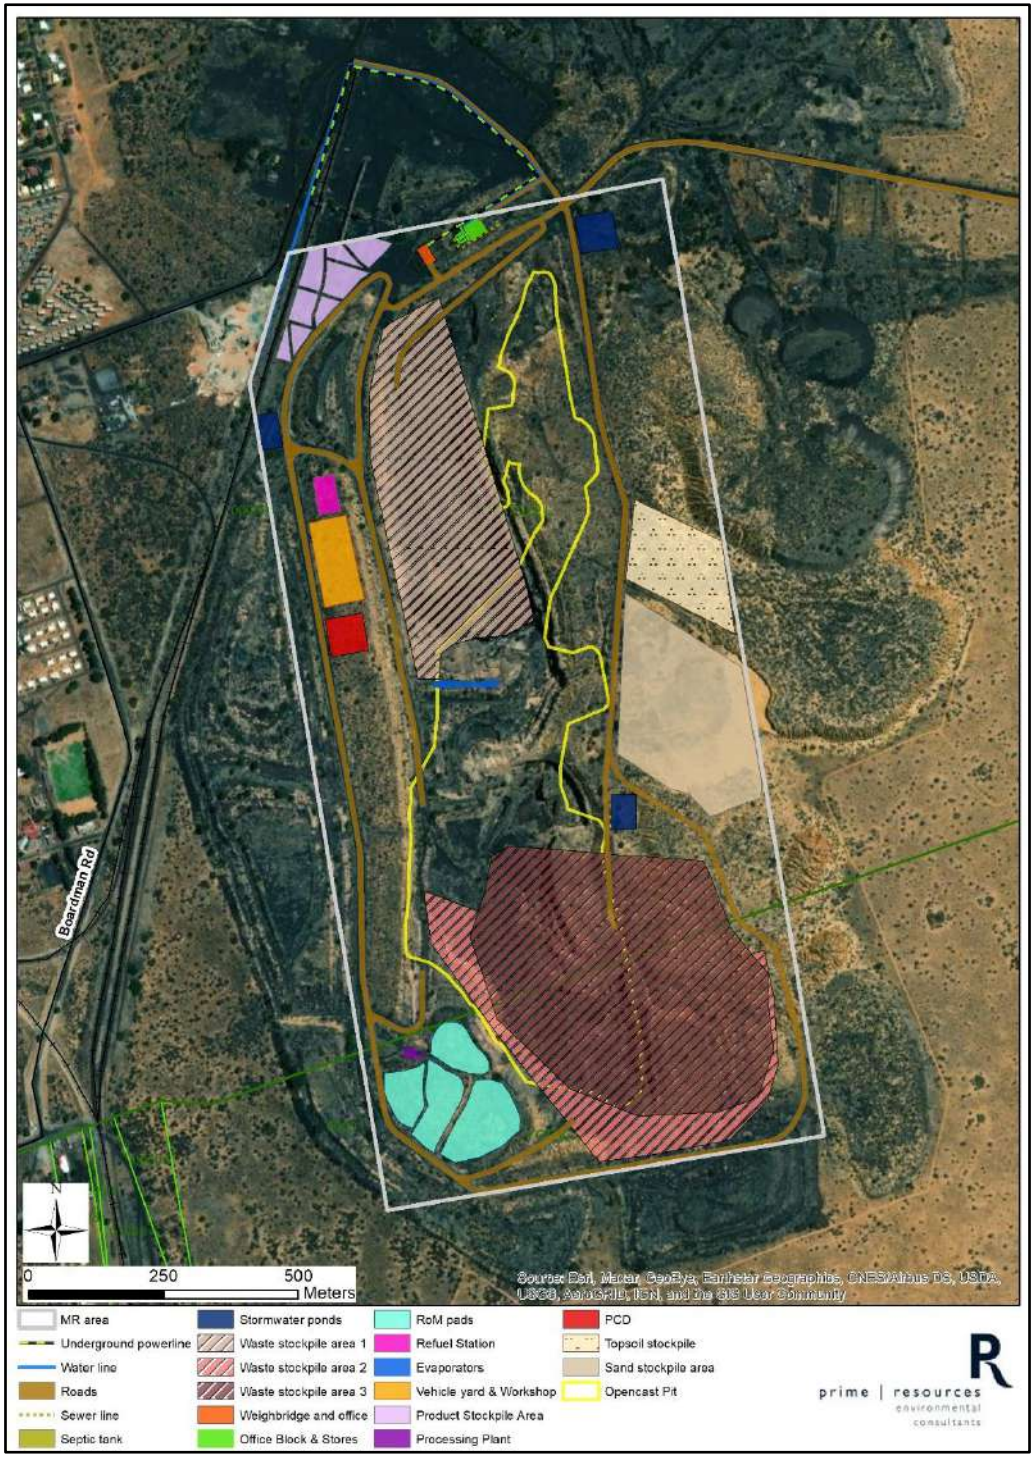 Boardman Rd
N
0 250 500
Meters
Source: Esri, Maxar, GeoEye, Earthstar Geographics, CNES/Airbus DS, USDA,
USGS, AeroGRID, IGN, and the GIS User Community
MR area
Underground powerline
Water line
Roads
Sewer line
Septic tank
Stormwater ponds
Waste stockpile area 1
Waste stockpile area 2
Waste stockpile area 3
Weighbridge and office
Office Block & Stores
RoM pads
Refuel Station
Evaporators
Vehicle yard & Workshop
Product Stockpile Area
Processing Plant
PCD
Topsoil stockpile
Sand stockpile area
Opencast Pit
R
prime | resources
environmental
consultants